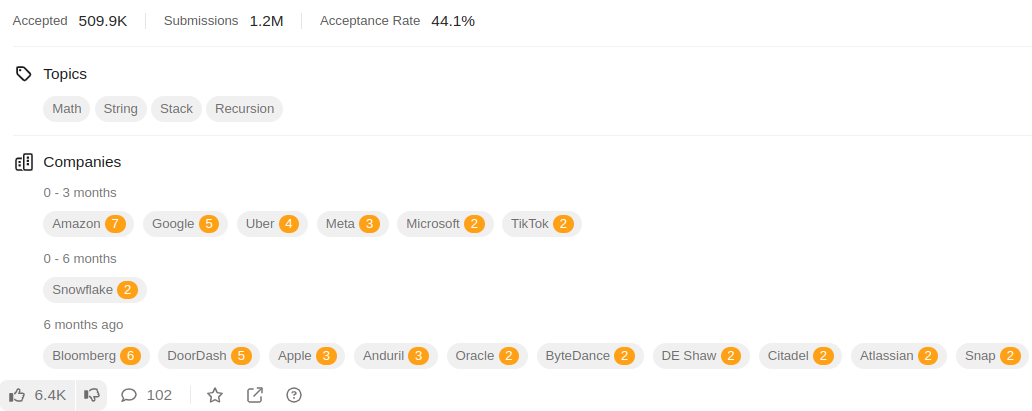 Accepted 509.9K Submissions 1.2M Acceptance Rate 44.1%
Topics
Math String Stack Recursion
Companies
0 - 3 months
Amazon 7 Google 5 Uber 4 Meta 3 Microsoft 2 TikTok 2
0 - 6 months
Snowflake 2
6 months ago
Bloomberg 6 DoorDash 5 Apple 3 Anduril 3 Oracle 2 ByteDance 2 DE Shaw 2 Citadel 2 Atlassian 2 Snap 2
6.4K 102